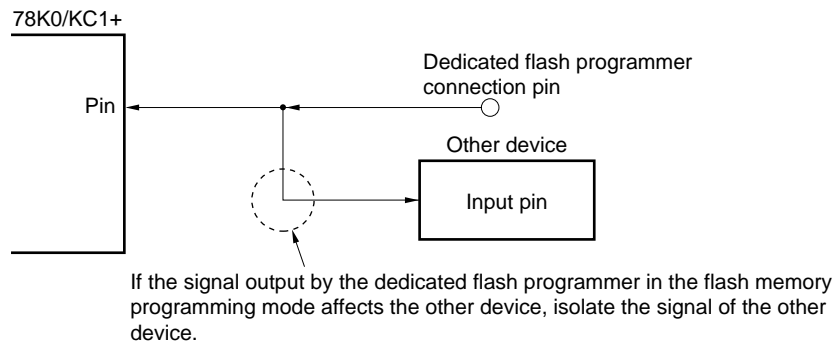 78K0/KC1+
Dedicated flash programmer
connection pin
Pin
Other device
Input pin
If the signal output by the dedicated flash programmer in the flash memory
programming mode affects the other device, isolate the signal of the other
device.